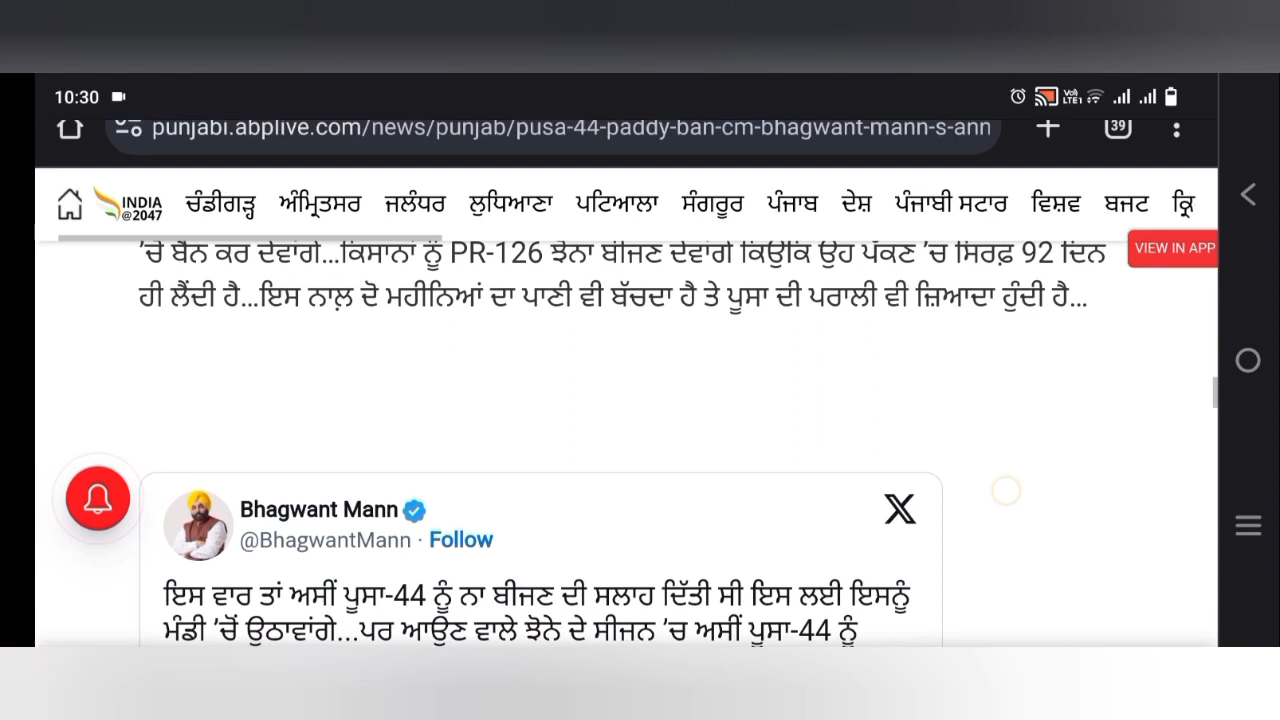 10:30
VoI) LTE1
punjabi.abplive.com/news/punjab/pusa-44-paddy-ban-cm-bhagwant-mann-s-ann
39
INDIA @2047 ਚੰਡੀਗੜ੍ਹ ਅੰਮ੍ਰਿਤਸਰ ਜਲੰਧਰ ਲੁਧਿਆਣਾ ਪਟਿਆਲਾ ਸੰਗਰੂਰ ਪੰਜਾਬ ਦੇਸ਼ ਪੰਜਾਬੀ ਸਟਾਰ ਵਿਸ਼ਵ ਬਜਟ ਕ੍ਰਿ
VIEW IN APP
’ਚ ਬੈਨ ਕਰ ਦੇਵਾਂਗੇ...ਕਿਸਾਨਾਂ ਨੂੰ PR-126 ਝੋਨਾ ਬੀਜਣ ਦੇਵਾਂਗੇ ਕਿਉਂਕਿ ਉਹ ਪੱਕਣ ’ਚ ਸਿਰਫ਼ 92 ਦਿਨ
ਹੀ ਲੈਂਦੀ ਹੈ...ਇਸ ਨਾਲ਼ ਦੋ ਮਹੀਨਿਆਂ ਦਾ ਪਾਣੀ ਵੀ ਬੱਚਦਾ ਹੈ ਤੇ ਪੂਸਾ ਦੀ ਪਰਾਲੀ ਵੀ ਜ਼ਿਆਦਾ ਹੁੰਦੀ ਹੈ...
Bhagwant Mann
@BhagwantMann · Follow
ਇਸ ਵਾਰ ਤਾਂ ਅਸੀਂ ਪੂਸਾ-44 ਨੂੰ ਨਾ ਬੀਜਣ ਦੀ ਸਲਾਹ ਦਿੱਤੀ ਸੀ ਇਸ ਲਈ ਇਸਨੂੰ
ਮੰਡੀ ’ਚੋਂ ਉਠਾਵਾਂਗੇ...ਪਰ ਆਉਣ ਵਾਲੇ ਝੋਨੇ ਦੇ ਸੀਜਨ ’ਚ ਅਸੀਂ ਪੂਸਾ-44 ਨੂੰ